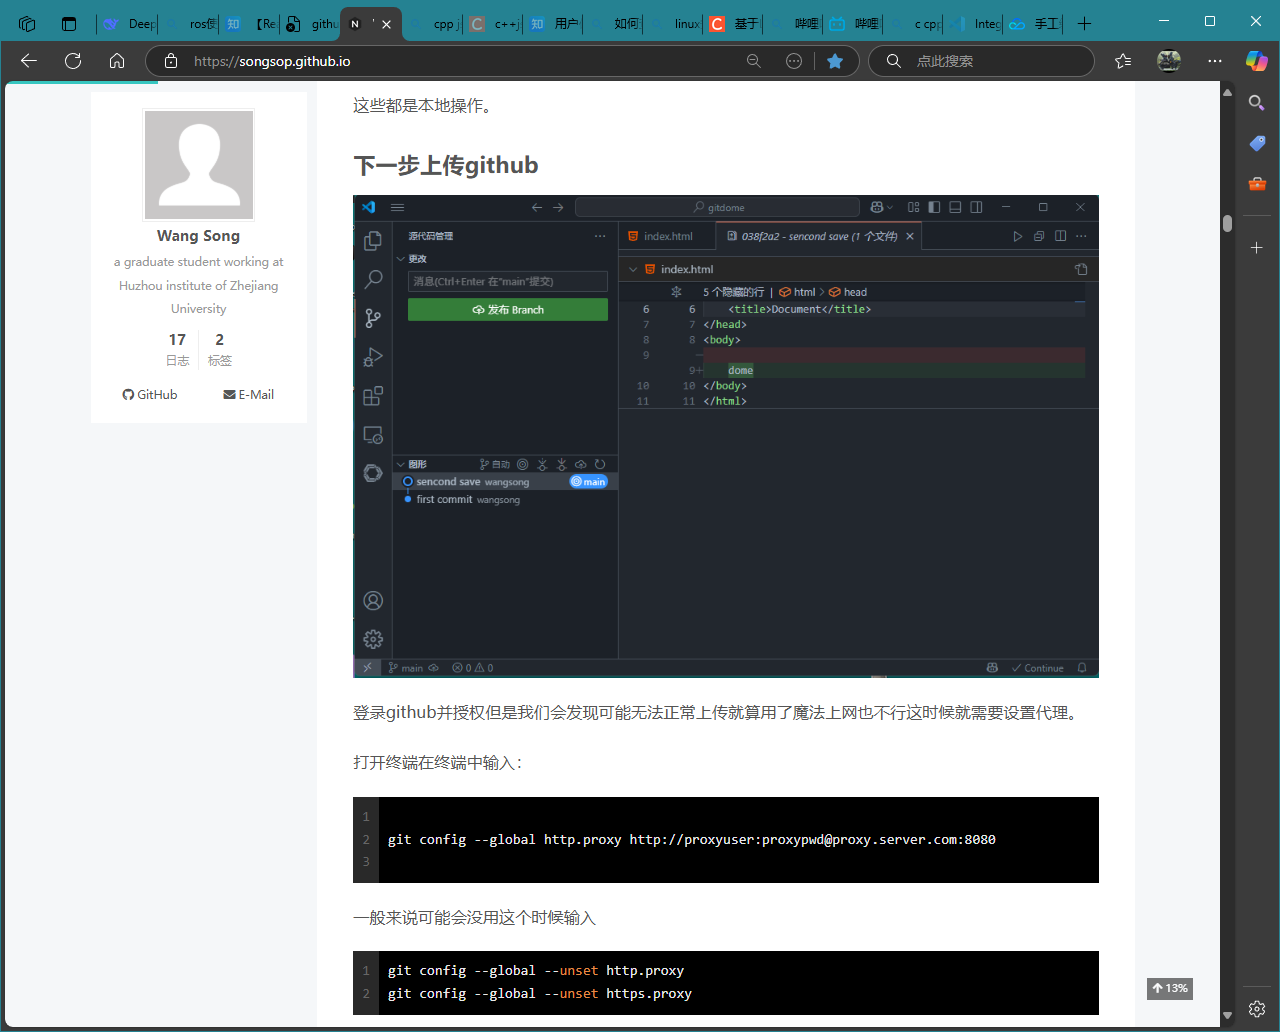 Deep
ros使
知
【Re
githu
cpp j
c++j
知
用户
如何
linux
基于
哔哩
哔哩
c cpp
Integ
手工
https://songsop.github.io
点此搜索
Wang Song
a graduate student working at
Huzhou institute of Zhejiang
University
17
2
日志
标签
GitHub
E-Mail
这些都是本地操作。
下一步上传github
gitdome
源代码管理
index.html
038f2a2 - sencond save (1 个文件)
更改
消息(Ctrl+Enter 在"main"提交)
发布 Branch
index.html
5 个隐藏的行 | html > head
6 6 <title>Document</title>
7 7 </head>
8 8 <body>
9 −
9+ dome
10 10 </body>
11 11 </html>
图形
自动
sencond save wangsong
main
first commit wangsong
main
0 0
Continue
登录github并授权但是我们会发现可能无法正常上传就算用了魔法上网也不行这时候就需要设置代理。
打开终端在终端中输入：
1
2 git config --global http.proxy http://proxyuser:proxypwd@proxy.server.com:8080
3
一般来说可能会没用这个时候输入
1 git config --global --unset http.proxy
2 git config --global --unset https.proxy
13%